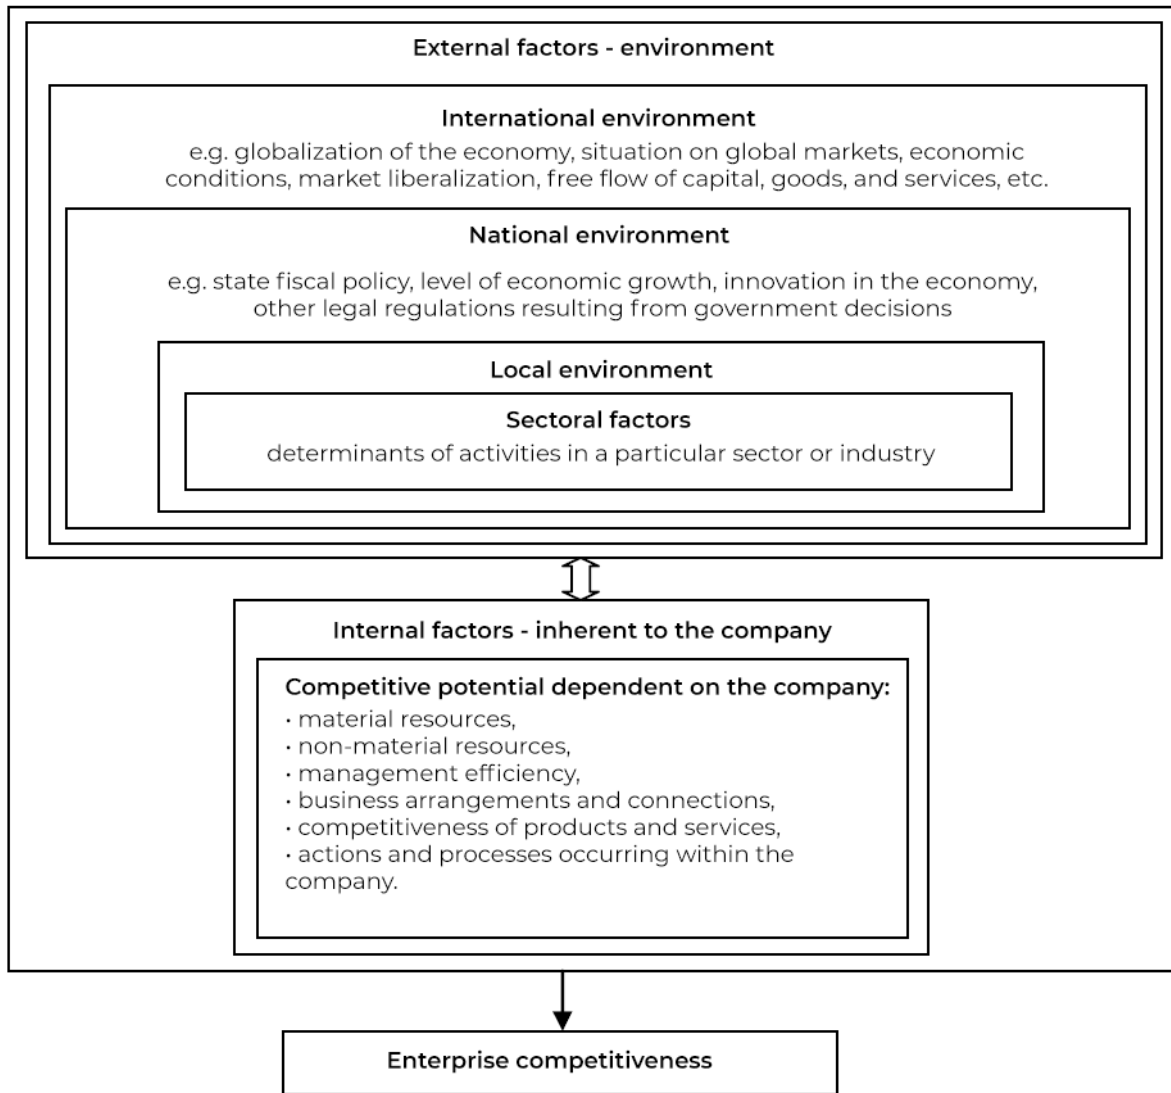 External factors - environment
International environment
e.g. globalization of the economy, situation on global markets, economic
conditions, market liberalization, free flow of capital, goods, and services, etc.
National environment
e.g. state fiscal policy, level of economic growth, innovation in the economy,
other legal regulations resulting from government decisions
Local environment
Sectoral factors
determinants of activities in a particular sector or industry
Internal factors - inherent to the company
Competitive potential dependent on the company:
• material resources,
• non-material resources,
• management efficiency,
• business arrangements and connections,
• competitiveness of products and services,
• actions and processes occurring within the
company.
Enterprise competitiveness